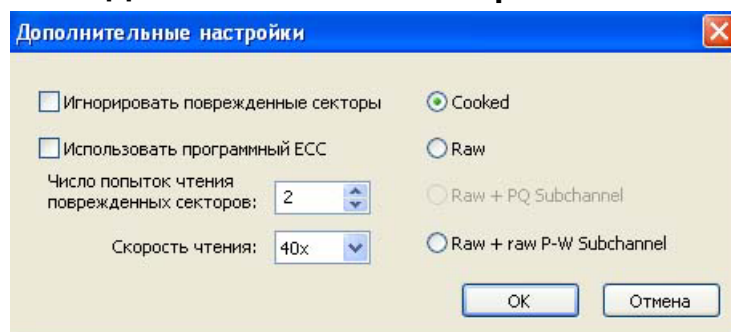 Дополнительные настройки
Игнорировать поврежденные секторы
Cooked
Использовать программный ECC
Raw
Число попыток чтения
поврежденных секторов:
2
Raw + PQ Subchannel
Скорость чтения:
40x
Raw + raw P-W Subchannel
OK
Отмена